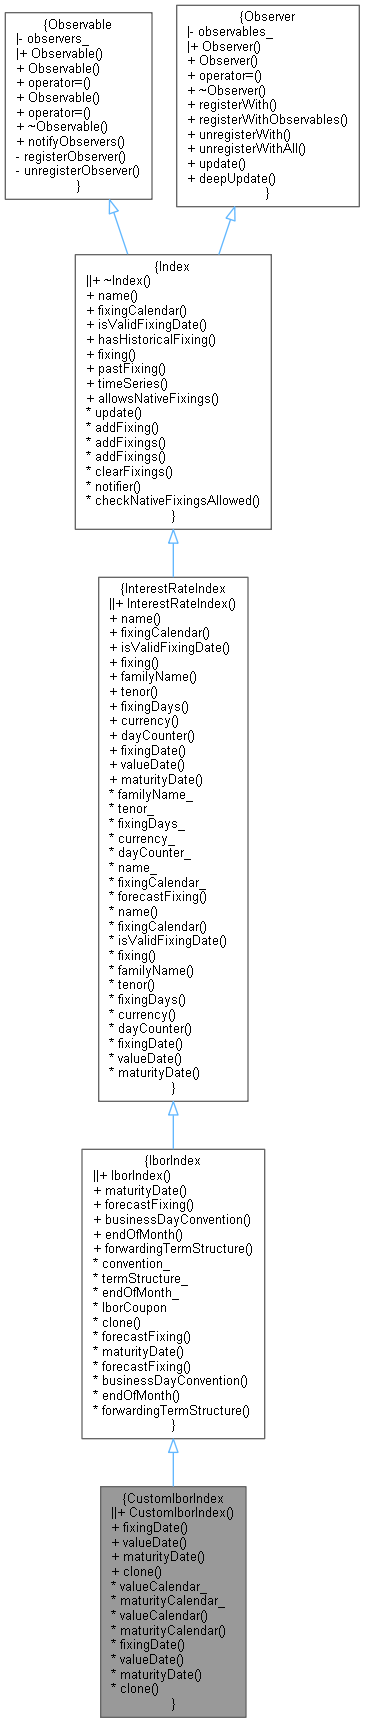 {Observable
|- observers_
|+ Observable()
+ Observable()
+ operator=()
+ Observable()
+ operator=()
+ ~Observable()
+ notifyObservers()
- registerObserver()
- unregisterObserver()
}
{Observer
|- observables_
|+ Observer()
+ Observer()
+ operator=()
+ ~Observer()
+ registerWith()
+ registerWithObservables()
+ unregisterWith()
+ unregisterWithAll()
+ update()
+ deepUpdate()
}
{Index
||+ ~Index()
+ name()
+ fixingCalendar()
+ isValidFixingDate()
+ hasHistoricalFixing()
+ fixing()
+ pastFixing()
+ timeSeries()
+ allowsNativeFixings()
* update()
* addFixing()
* addFixings()
* addFixings()
* clearFixings()
* notifier()
* checkNativeFixingsAllowed()
}
{InterestRateIndex
||+ InterestRateIndex()
+ name()
+ fixingCalendar()
+ isValidFixingDate()
+ fixing()
+ familyName()
+ tenor()
+ fixingDays()
+ currency()
+ dayCounter()
+ fixingDate()
+ valueDate()
+ maturityDate()
* familyName_
* tenor_
* fixingDays_
* currency_
* dayCounter_
* name_
* fixingCalendar_
* forecastFixing()
* name()
* fixingCalendar()
* isValidFixingDate()
* fixing()
* familyName()
* tenor()
* fixingDays()
* currency()
* dayCounter()
* fixingDate()
* valueDate()
* maturityDate()
}
{IborIndex
||+ IborIndex()
+ maturityDate()
+ forecastFixing()
+ businessDayConvention()
+ endOfMonth()
+ forwardingTermStructure()
* convention_
* termStructure_
* endOfMonth_
* IborCoupon
* clone()
* forecastFixing()
* maturityDate()
* forecastFixing()
* businessDayConvention()
* endOfMonth()
* forwardingTermStructure()
}
{CustomIborIndex
||+ CustomIborIndex()
+ fixingDate()
+ valueDate()
+ maturityDate()
+ clone()
* valueCalendar_
* maturityCalendar_
* valueCalendar()
* maturityCalendar()
* fixingDate()
* valueDate()
* maturityDate()
* clone()
}